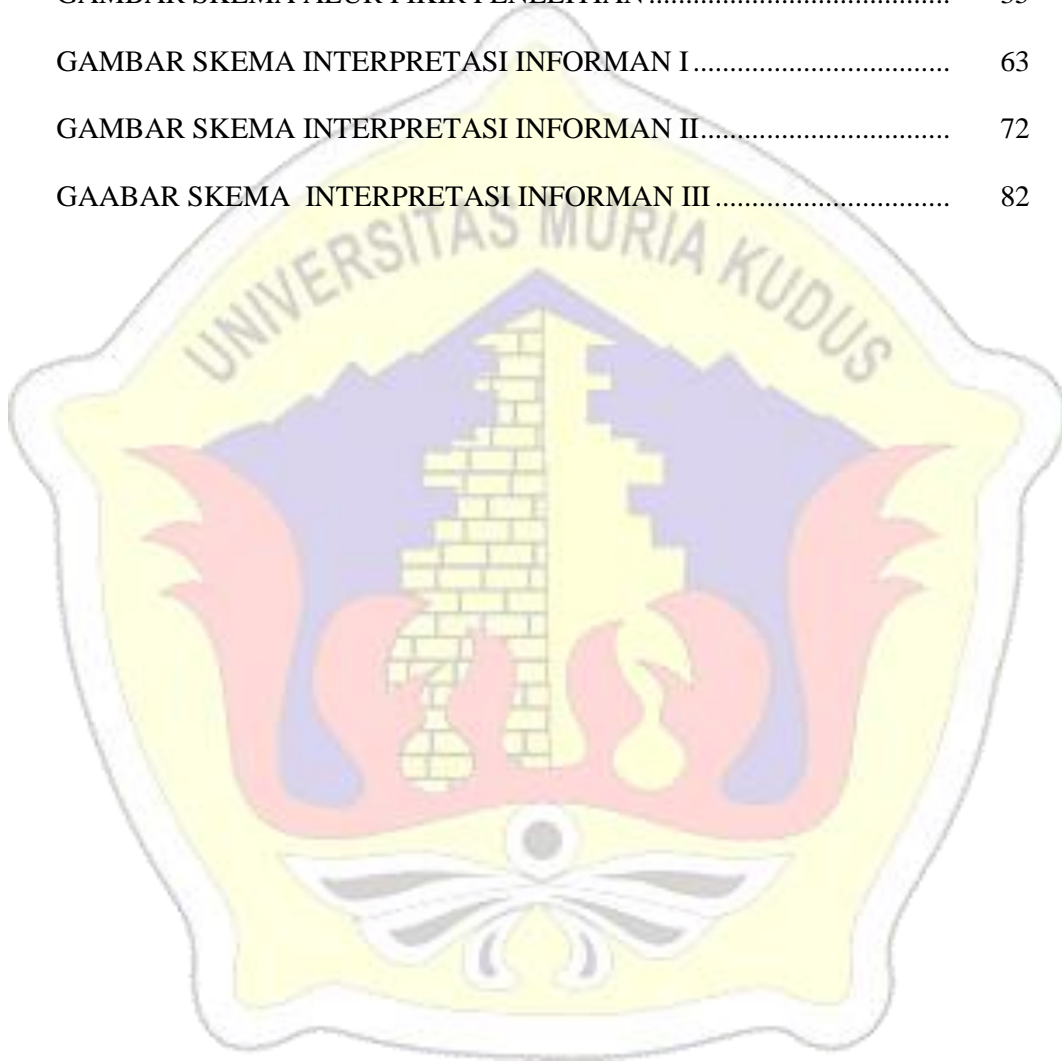 GAMBAR SKEMA INTERPRETASI INFORMAN I .................................. 63
GAMBAR SKEMA INTERPRETASI INFORMAN II................................. 72
GAABAR SKEMA  INTERPRETASI INFORMAN III ............................... 82
UNIVERSITAS MURIA KUDUS